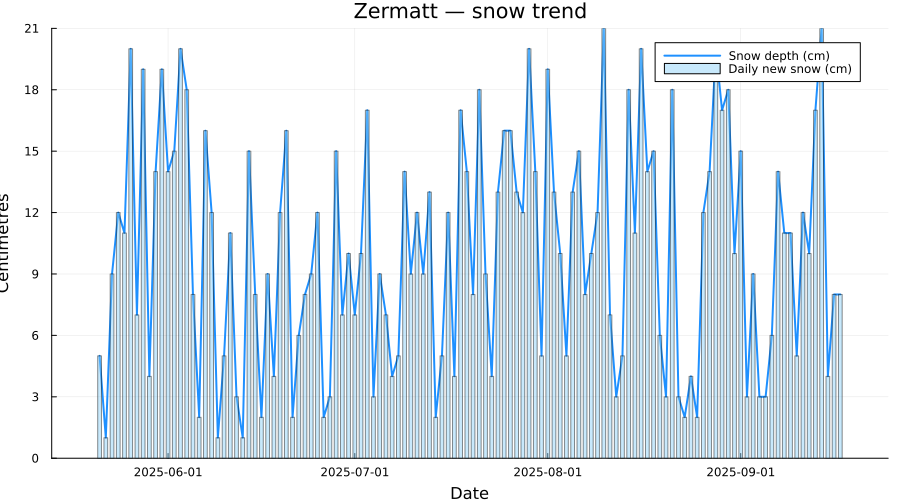 Zermatt — snow trend
Snow depth (cm)
Daily new snow (cm)
21
18
15
12
9
6
3
0
Centimetres
2025-06-01
2025-07-01
2025-08-01
2025-09-01
Date